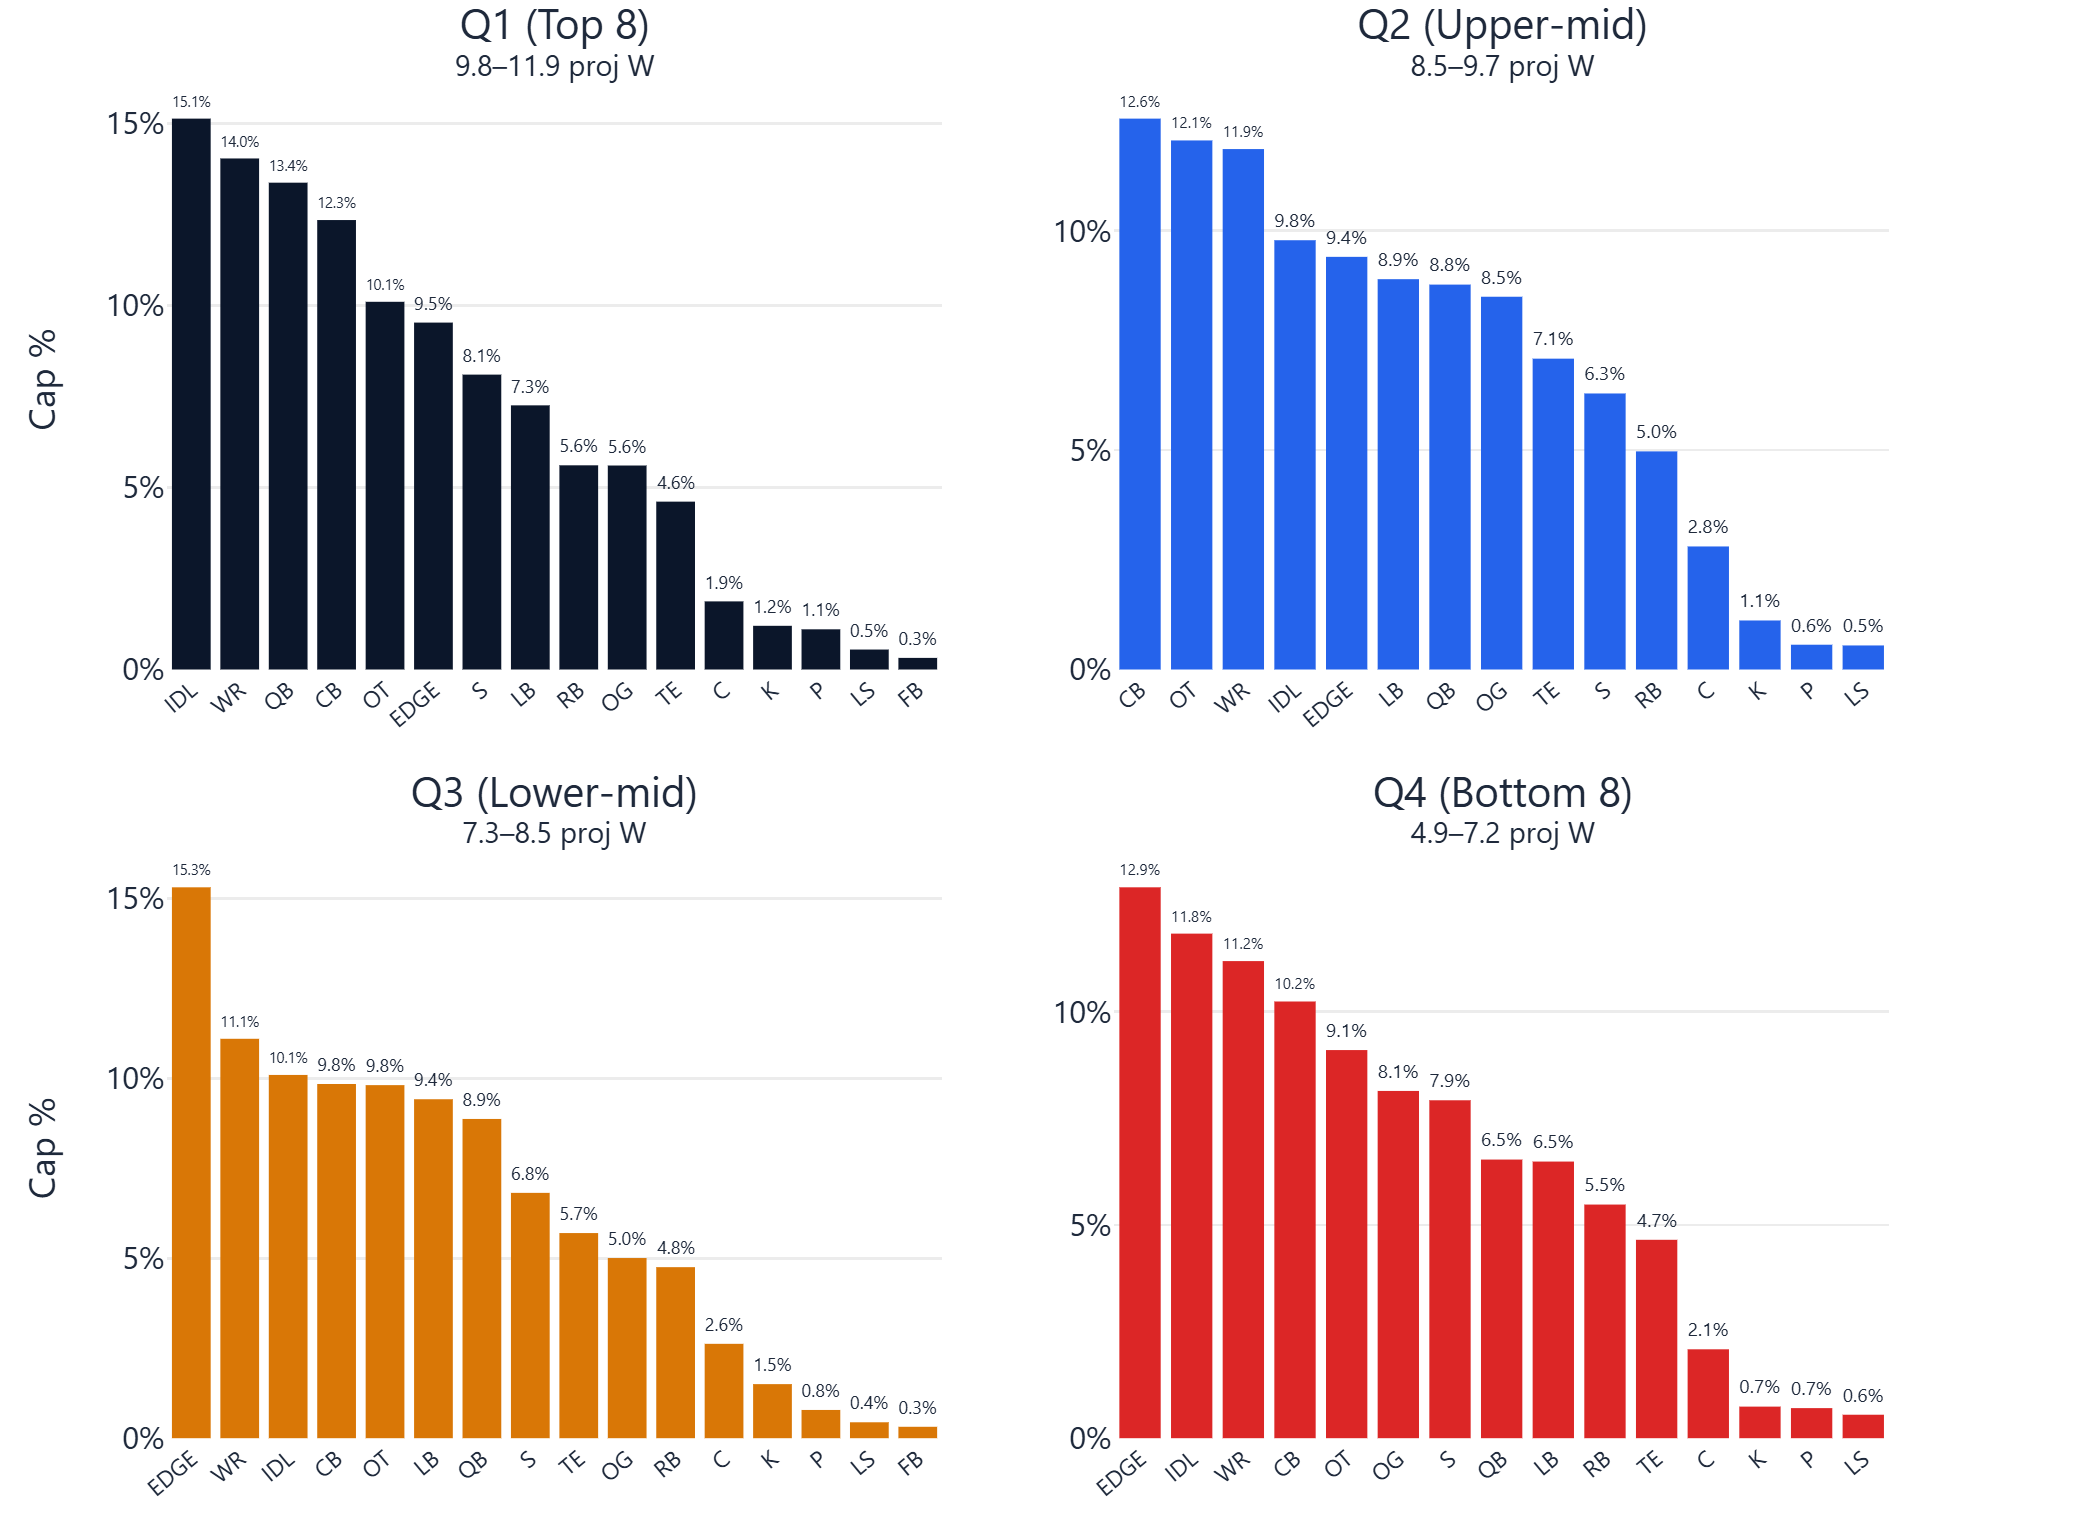 Q1 (Top 8)
9.8–11.9 proj W
Cap %
15%
10%
5%
0%
15.1%
14.0%
13.4%
12.3%
10.1%
9.5%
8.1%
7.3%
5.6%
5.6%
4.6%
1.9%
1.2%
1.1%
0.5%
0.3%
IDL
WR
QB
CB
OT
EDGE
S
LB
RB
OG
TE
C
K
P
LS
FB
Q2 (Upper-mid)
8.5–9.7 proj W
10%
5%
0%
12.6%
12.1%
11.9%
9.8%
9.4%
8.9%
8.8%
8.5%
7.1%
6.3%
5.0%
2.8%
1.1%
0.6%
0.5%
CB
OT
WR
IDL
EDGE
LB
QB
OG
TE
S
RB
C
K
P
LS
Q3 (Lower-mid)
7.3–8.5 proj W
Cap %
15%
10%
5%
0%
15.3%
11.1%
10.1%
9.8%
9.8%
9.4%
8.9%
6.8%
5.7%
5.0%
4.8%
2.6%
1.5%
0.8%
0.4%
0.3%
EDGE
WR
IDL
CB
OT
LB
QB
S
TE
OG
RB
C
K
P
LS
FB
Q4 (Bottom 8)
4.9–7.2 proj W
10%
5%
0%
12.9%
11.8%
11.2%
10.2%
9.1%
8.1%
7.9%
6.5%
6.5%
5.5%
4.7%
2.1%
0.7%
0.7%
0.6%
EDGE
IDL
WR
CB
OT
OG
S
QB
LB
RB
TE
C
K
P
LS